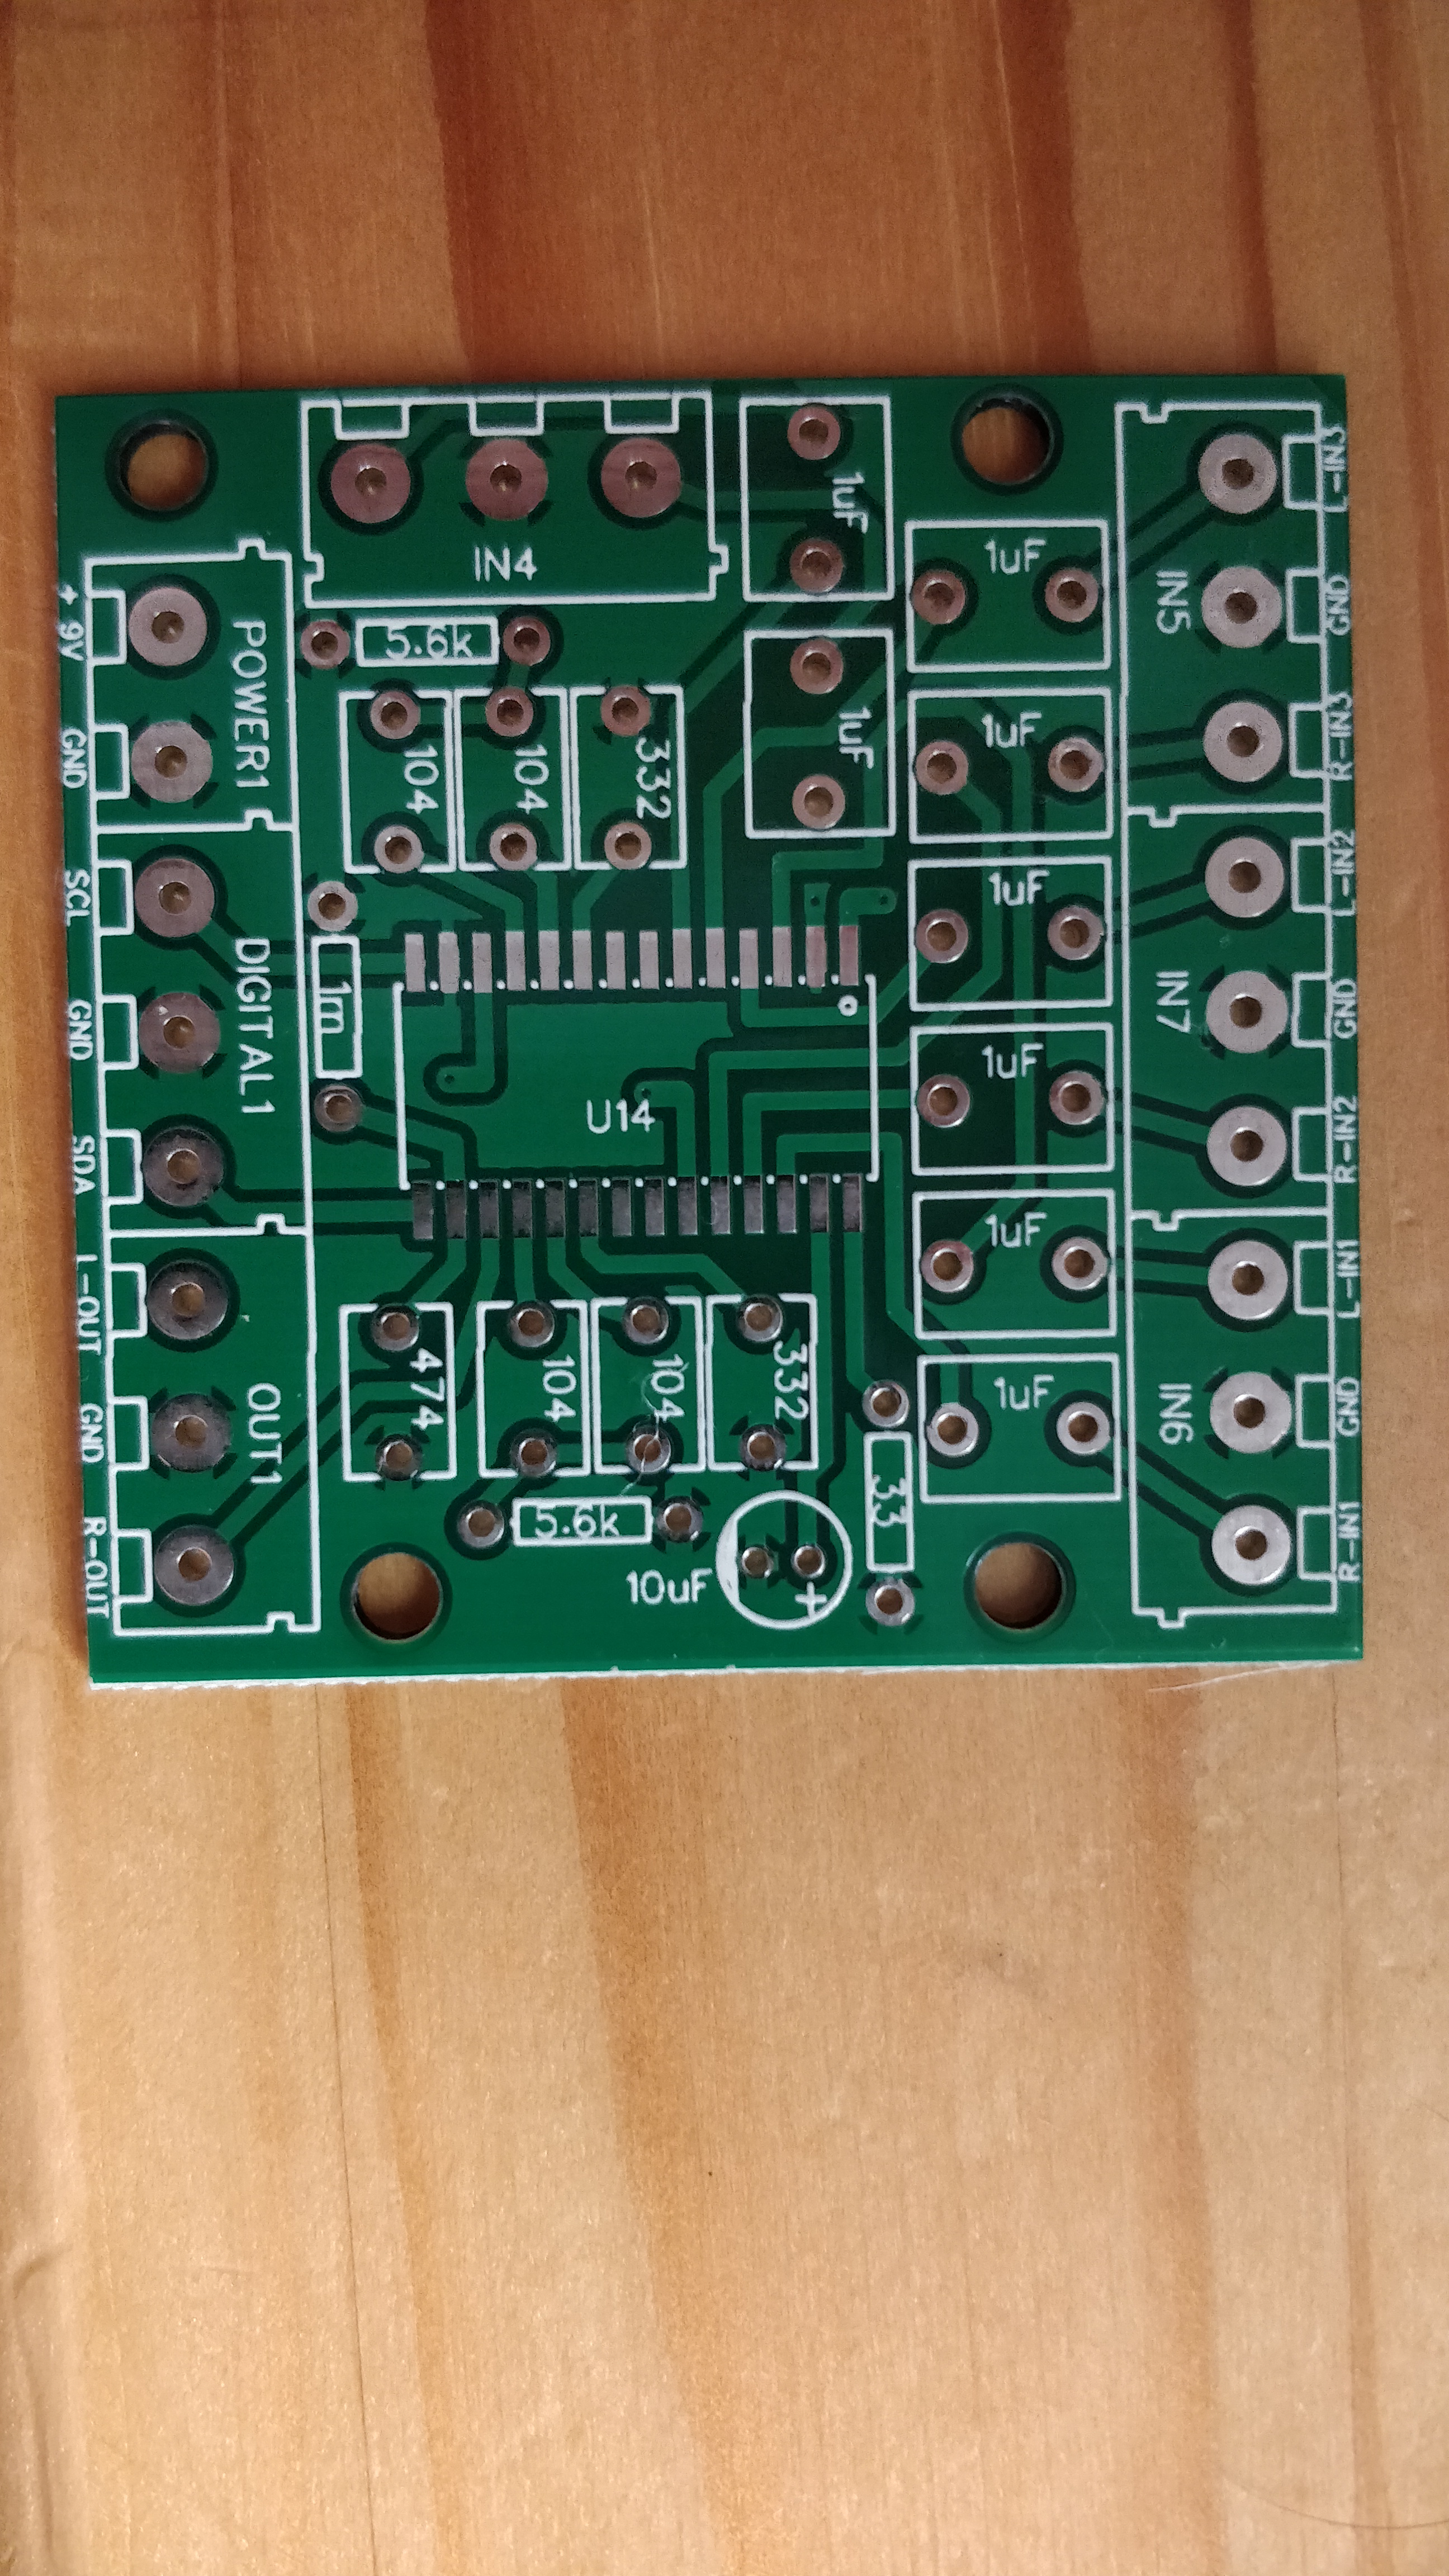 IN4
1uF
L-IN3
1uF
IN5
GND
+ 9V
POWER1
5.6k
R-IN3
GND
1uF
1uF
104
104
332
SCL
1uF
L-IN2
DIGITAL1
1m
IN7
GND
GND
U14
1uF
R-IN2
SDA
1uF
L-IN1
L-OUT
474
104
104
332
1uF
IN6
GND
GND
OUT1
5.6k
33
R-OUT
10uF
+
R-IN1